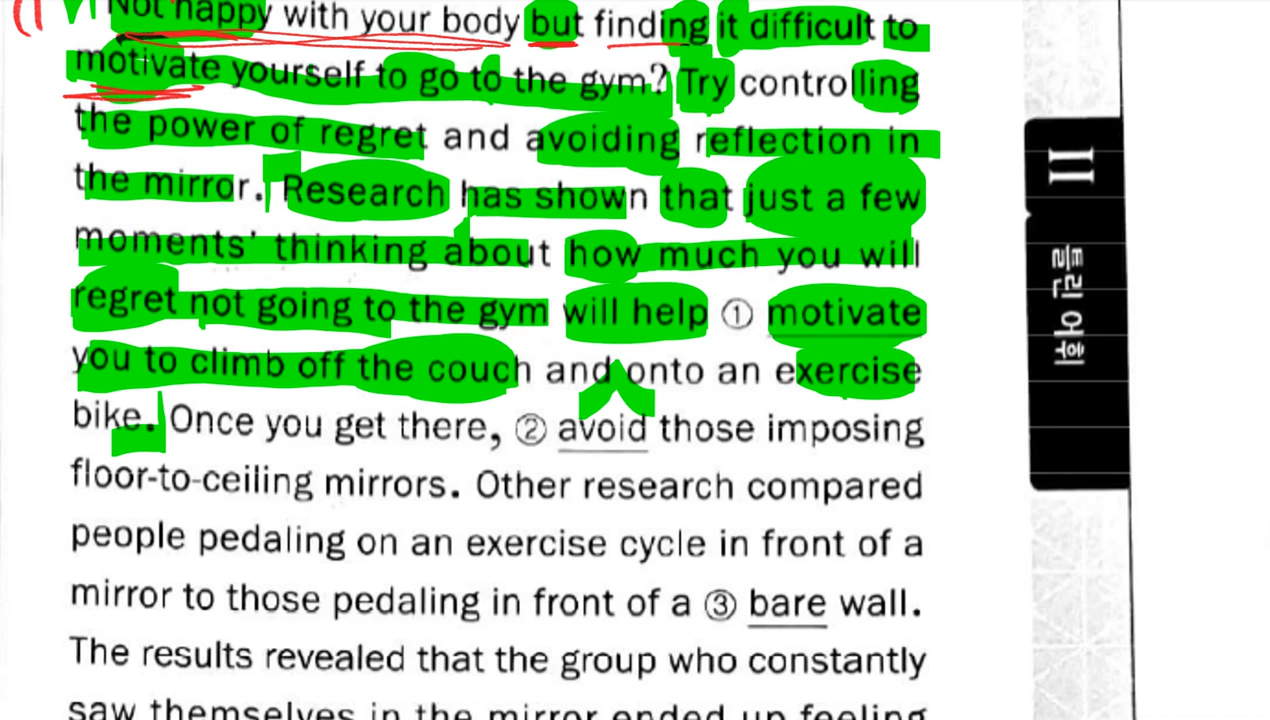 Not happy with your body but finding it difficult to
motivate yourself to go to the gym? Try controlling
the power of regret and avoiding reflection in
the mirror. Research has shown that just a few
moments' thinking about how much you will
regret not going to the gym will help ① motivate
you to climb off the couch and onto an exercise
bike. Once you get there, ② avoid those imposing
floor-to-ceiling mirrors. Other research compared
people pedaling on an exercise cycle in front of a
mirror to those pedaling in front of a ③ bare wall.
The results revealed that the group who constantly
saw themselves in the mirror ended up feeling
II
틀린 어휘